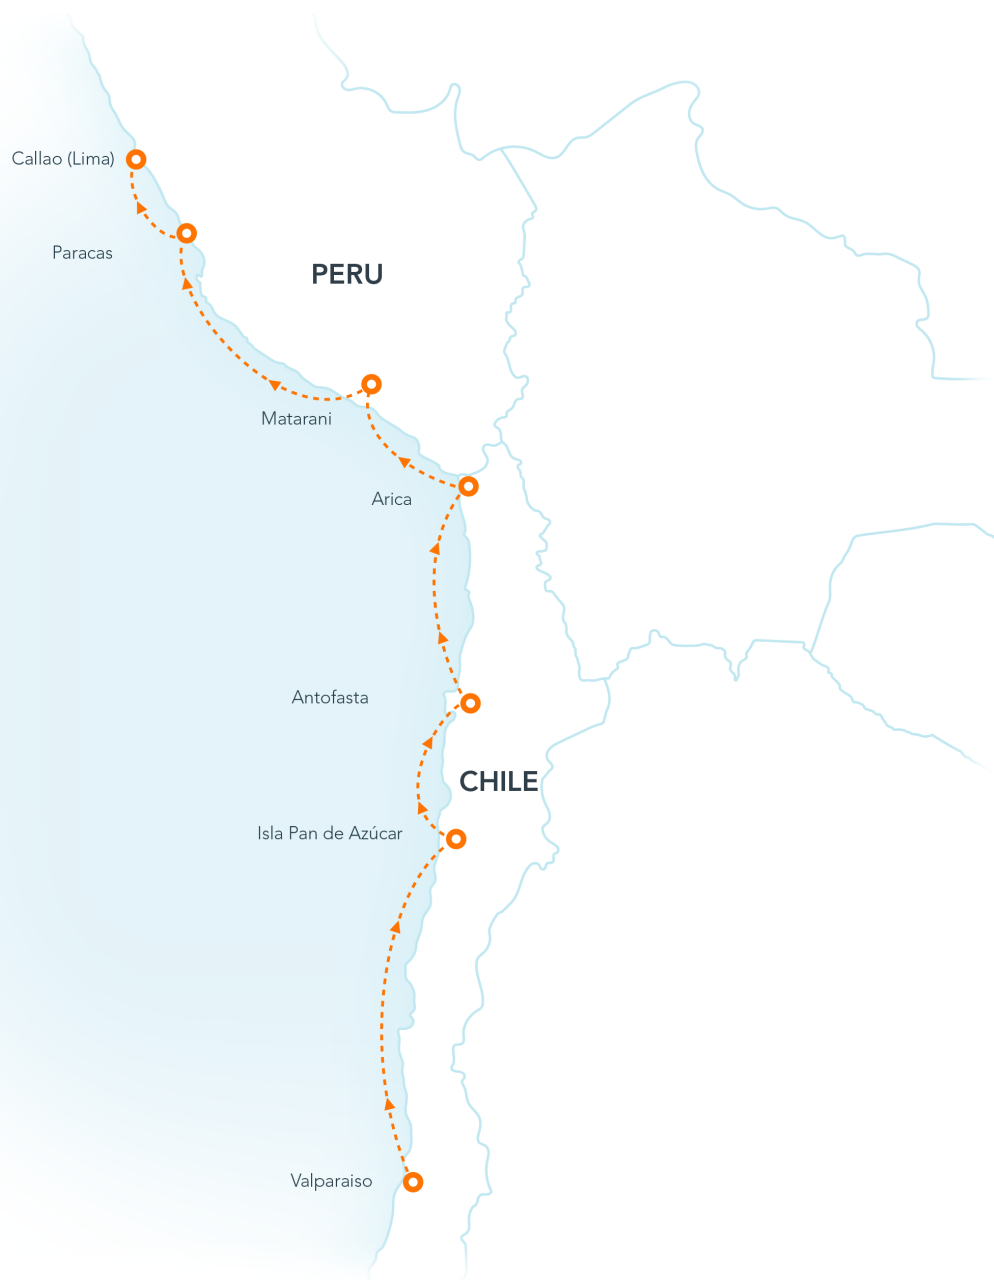 Callao (Lima)
Paracas
PERU
Matarani
Arica
Antofasta
CHILE
Isla Pan de Azúcar
Valparaiso